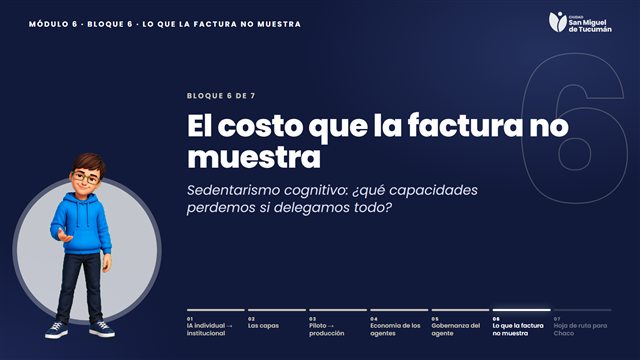 MÓDULO 6 · BLOQUE 6 · LO QUE LA FACTURA NO MUESTRA
CIUDAD
San Miguel
de Tucumán
6
BLOQUE 6 DE 7
El costo que la factura no
muestra
Sedentarismo cognitivo: ¿qué capacidades
perdemos si delegamos todo?
01
IA individual →
institucional
02
Las capas
03
Piloto →
producción
04
Economía de los
agentes
05
Gobernanza del
agente
06
Lo que la factura
no muestra
07
Hoja de ruta para
Chaco